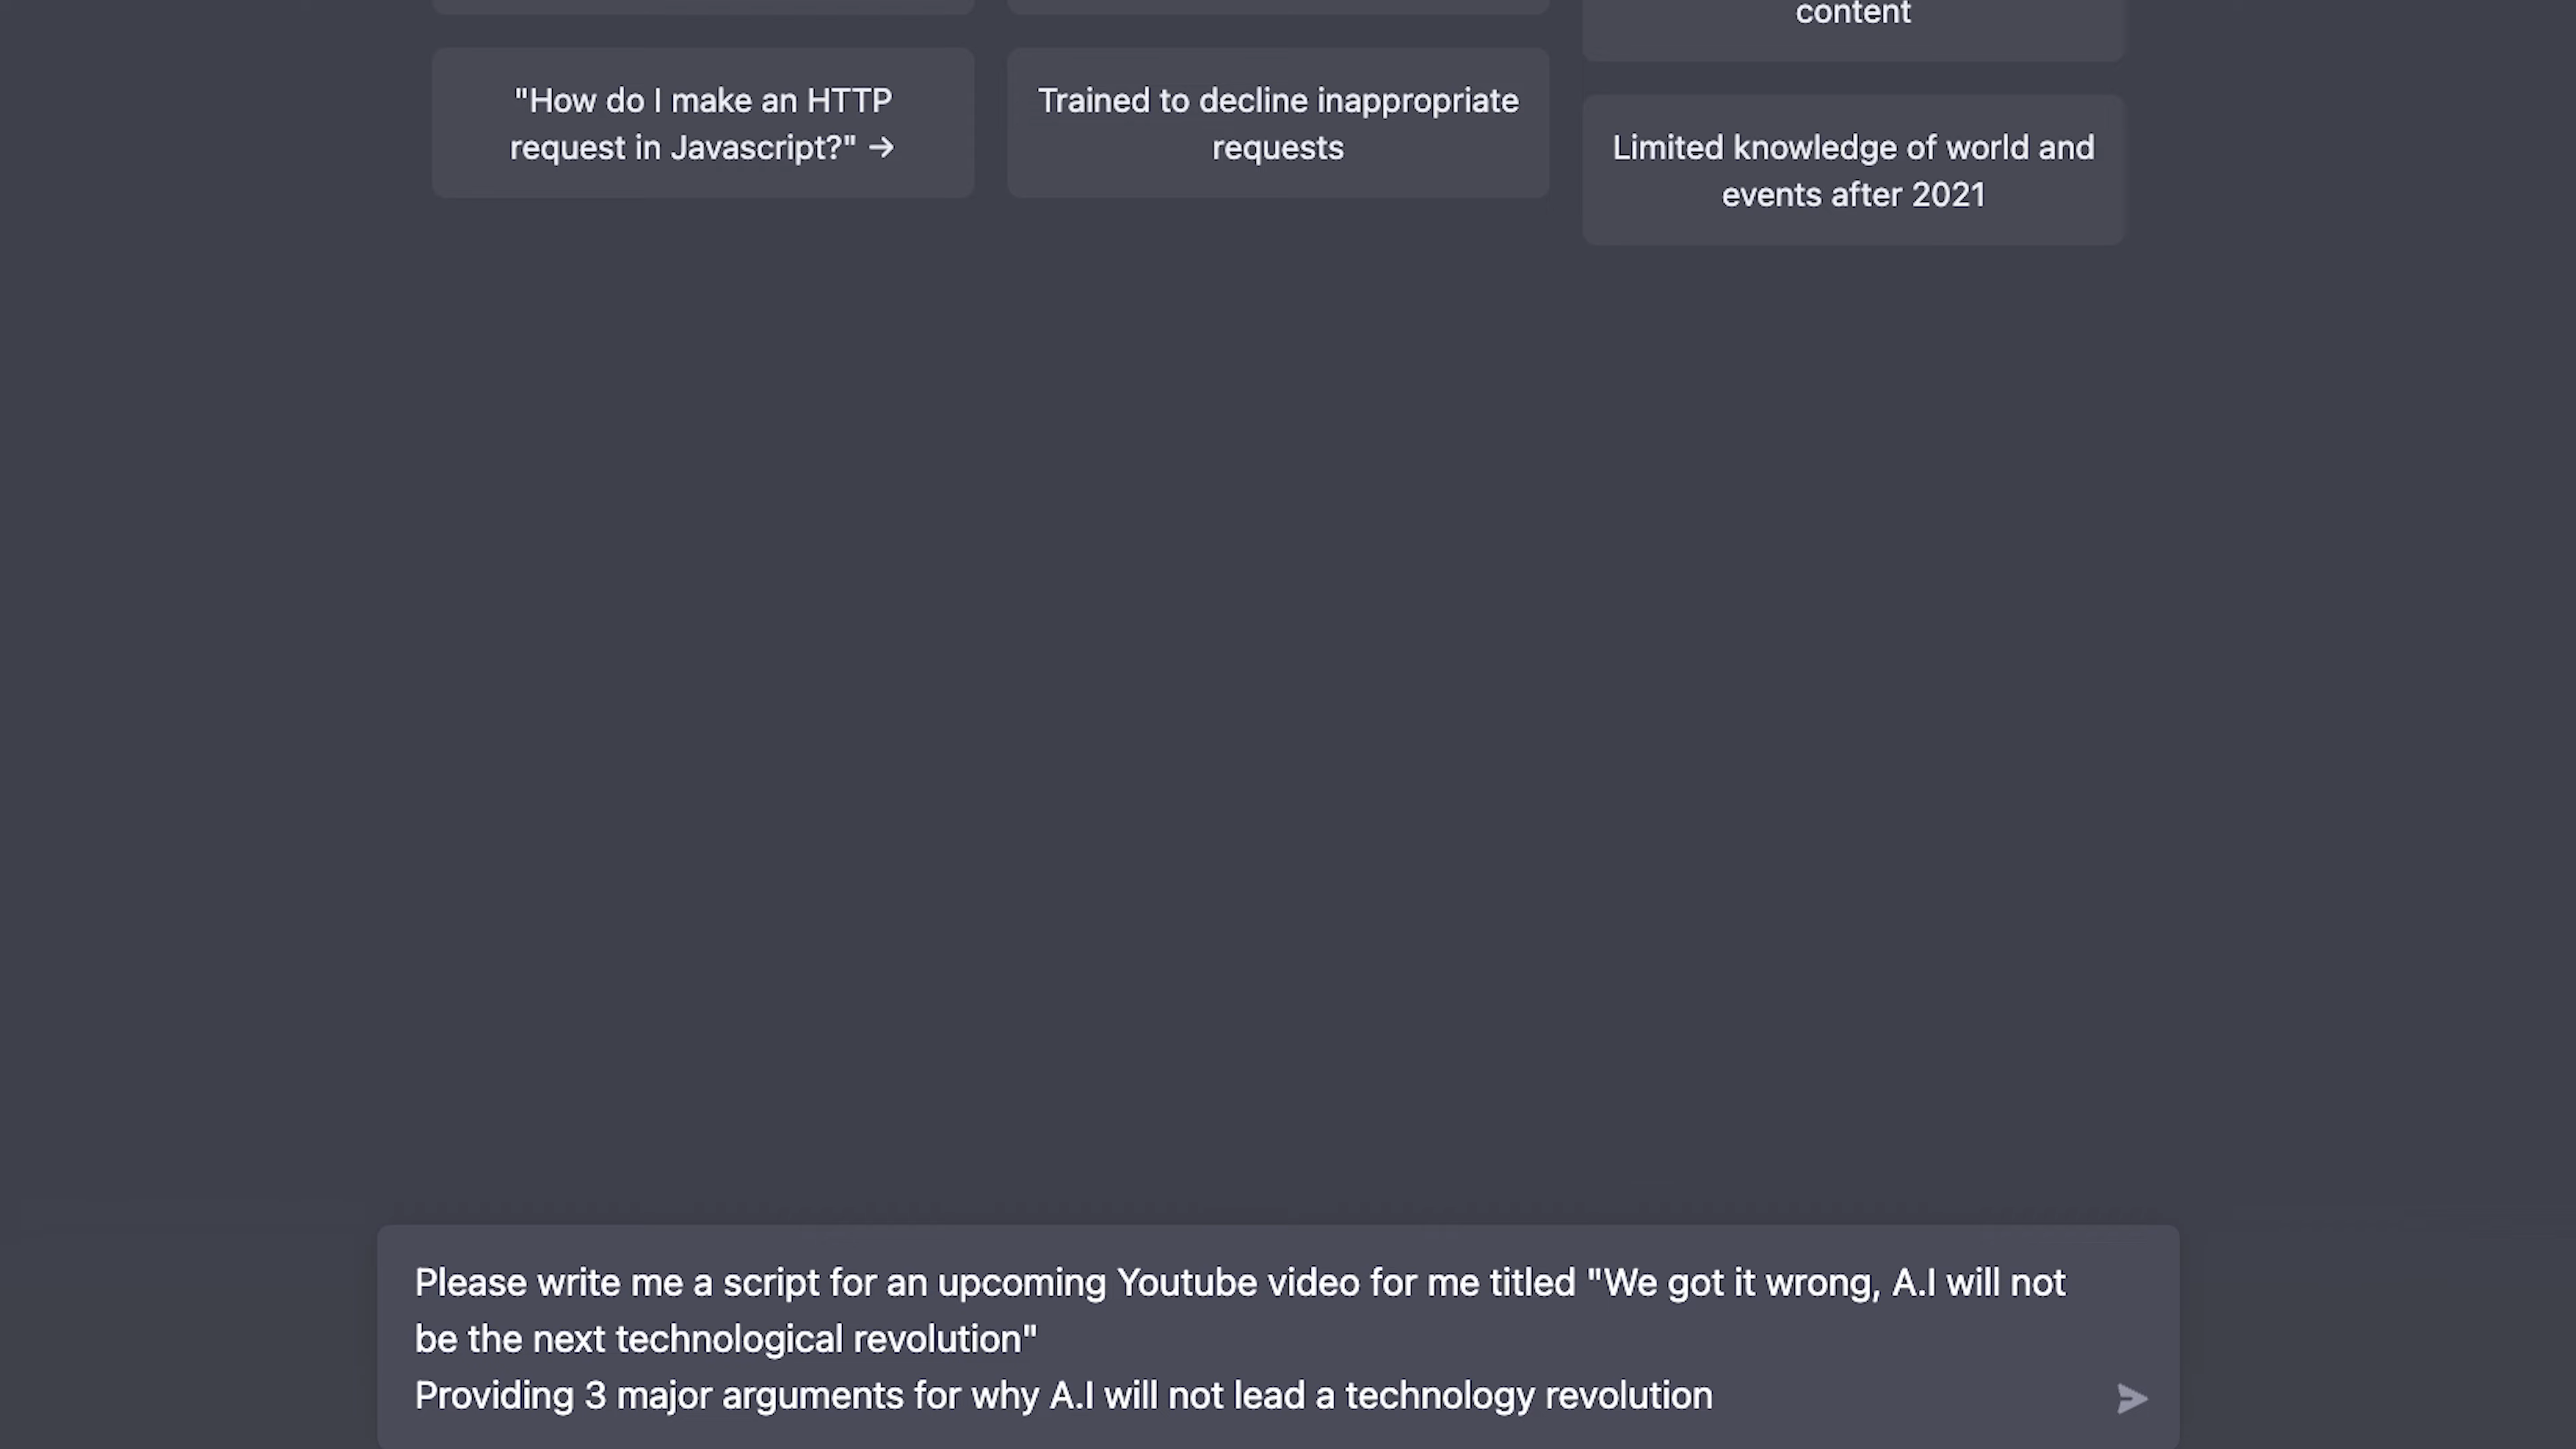 content
"How do I make an HTTP
request in Javascript?" →
Trained to decline inappropriate
requests
Limited knowledge of world and
events after 2021
Please write me a script for an upcoming Youtube video for me titled "We got it wrong, A.I will not
be the next technological revolution"
Providing 3 major arguments for why A.I will not lead a technology revolution